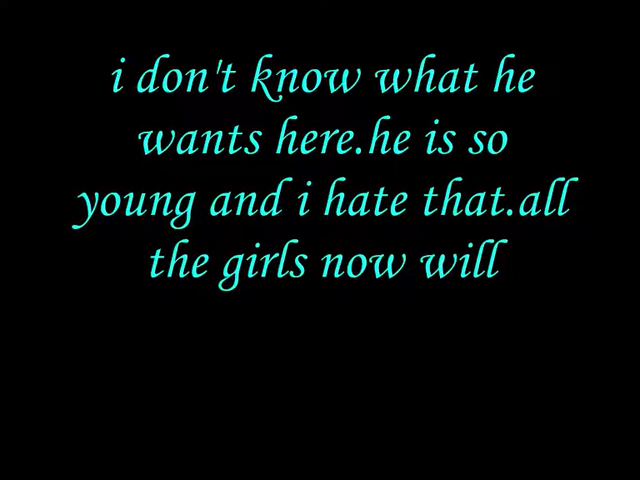 i don't know what he
wants here.he is so
young and i hate that.all
the girls now will